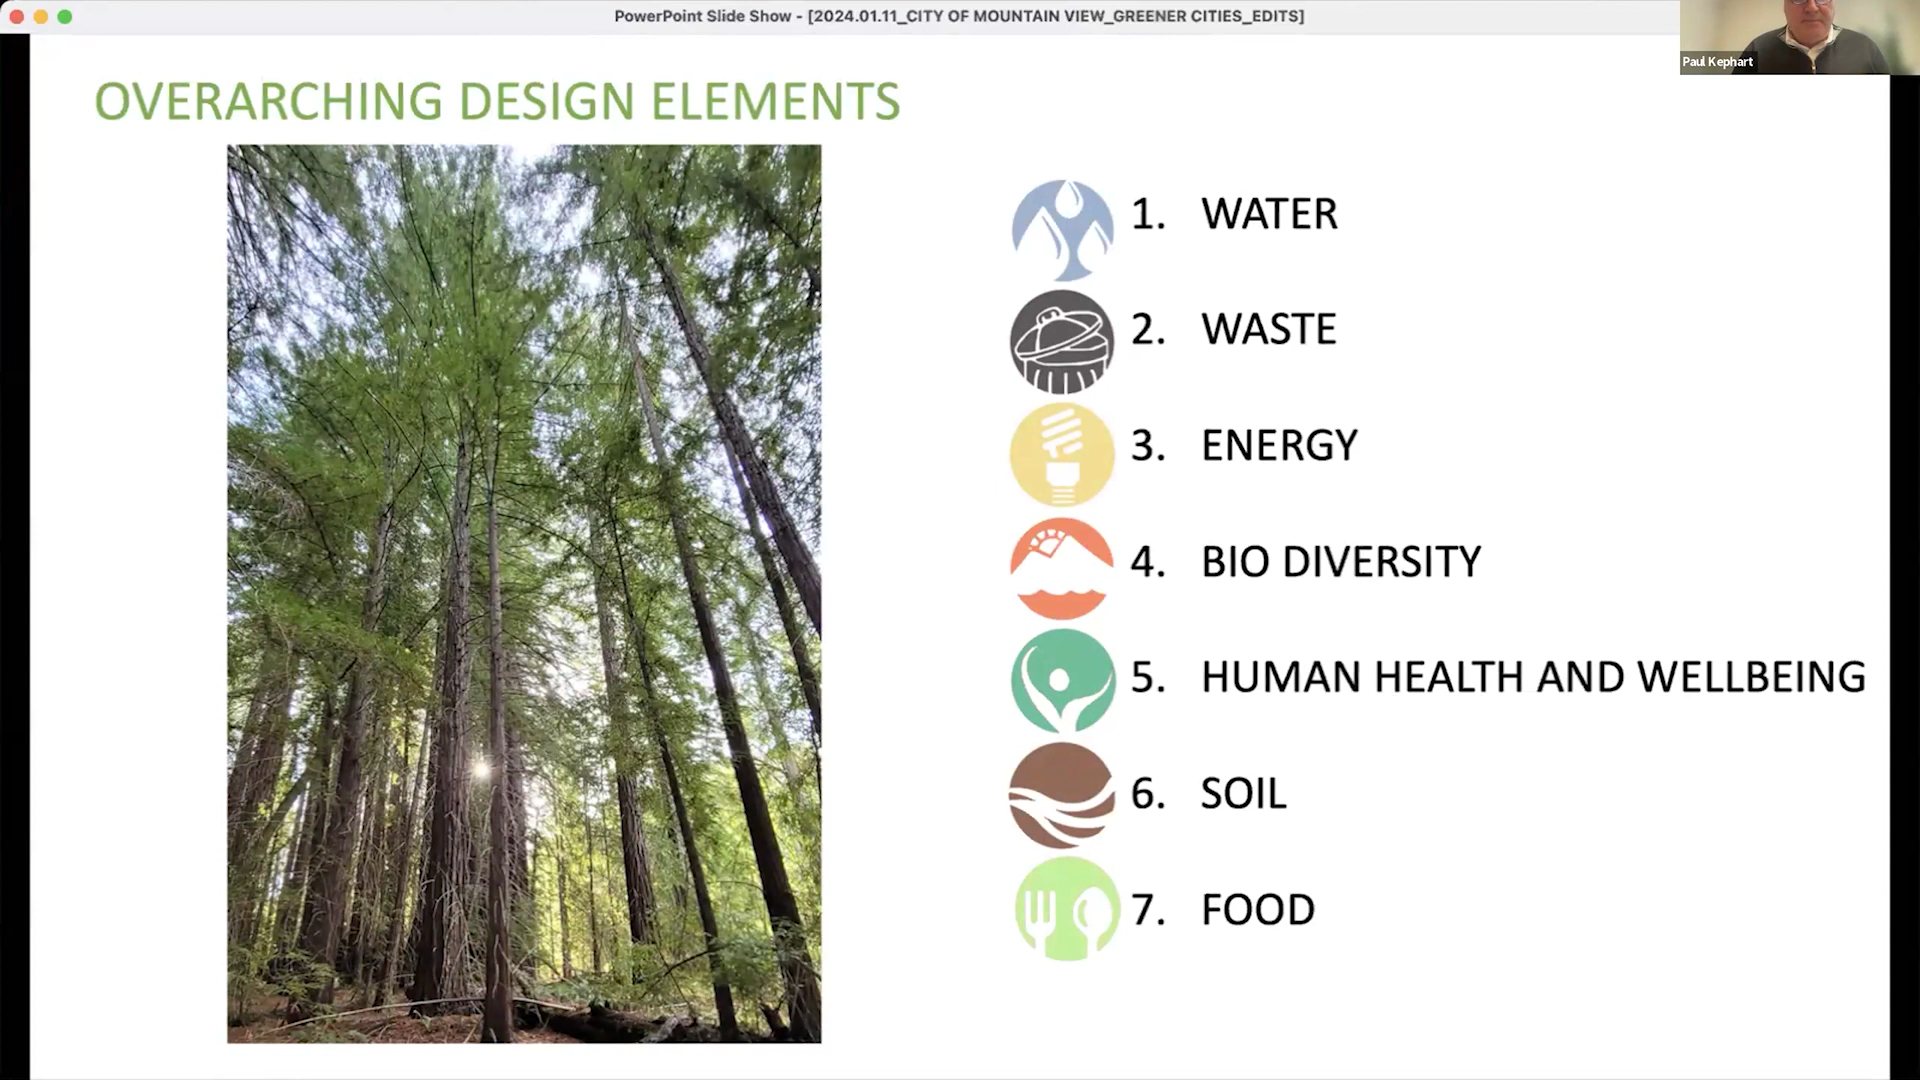 PowerPoint Slide Show - [2024.01.11_CITY OF MOUNTAIN VIEW_GREENER CITIES_EDITS]
Paul Kephart
OVERARCHING DESIGN ELEMENTS
1. WATER
2. WASTE
3. ENERGY
4. BIO DIVERSITY
5. HUMAN HEALTH AND WELLBEING
6. SOIL
7. FOOD